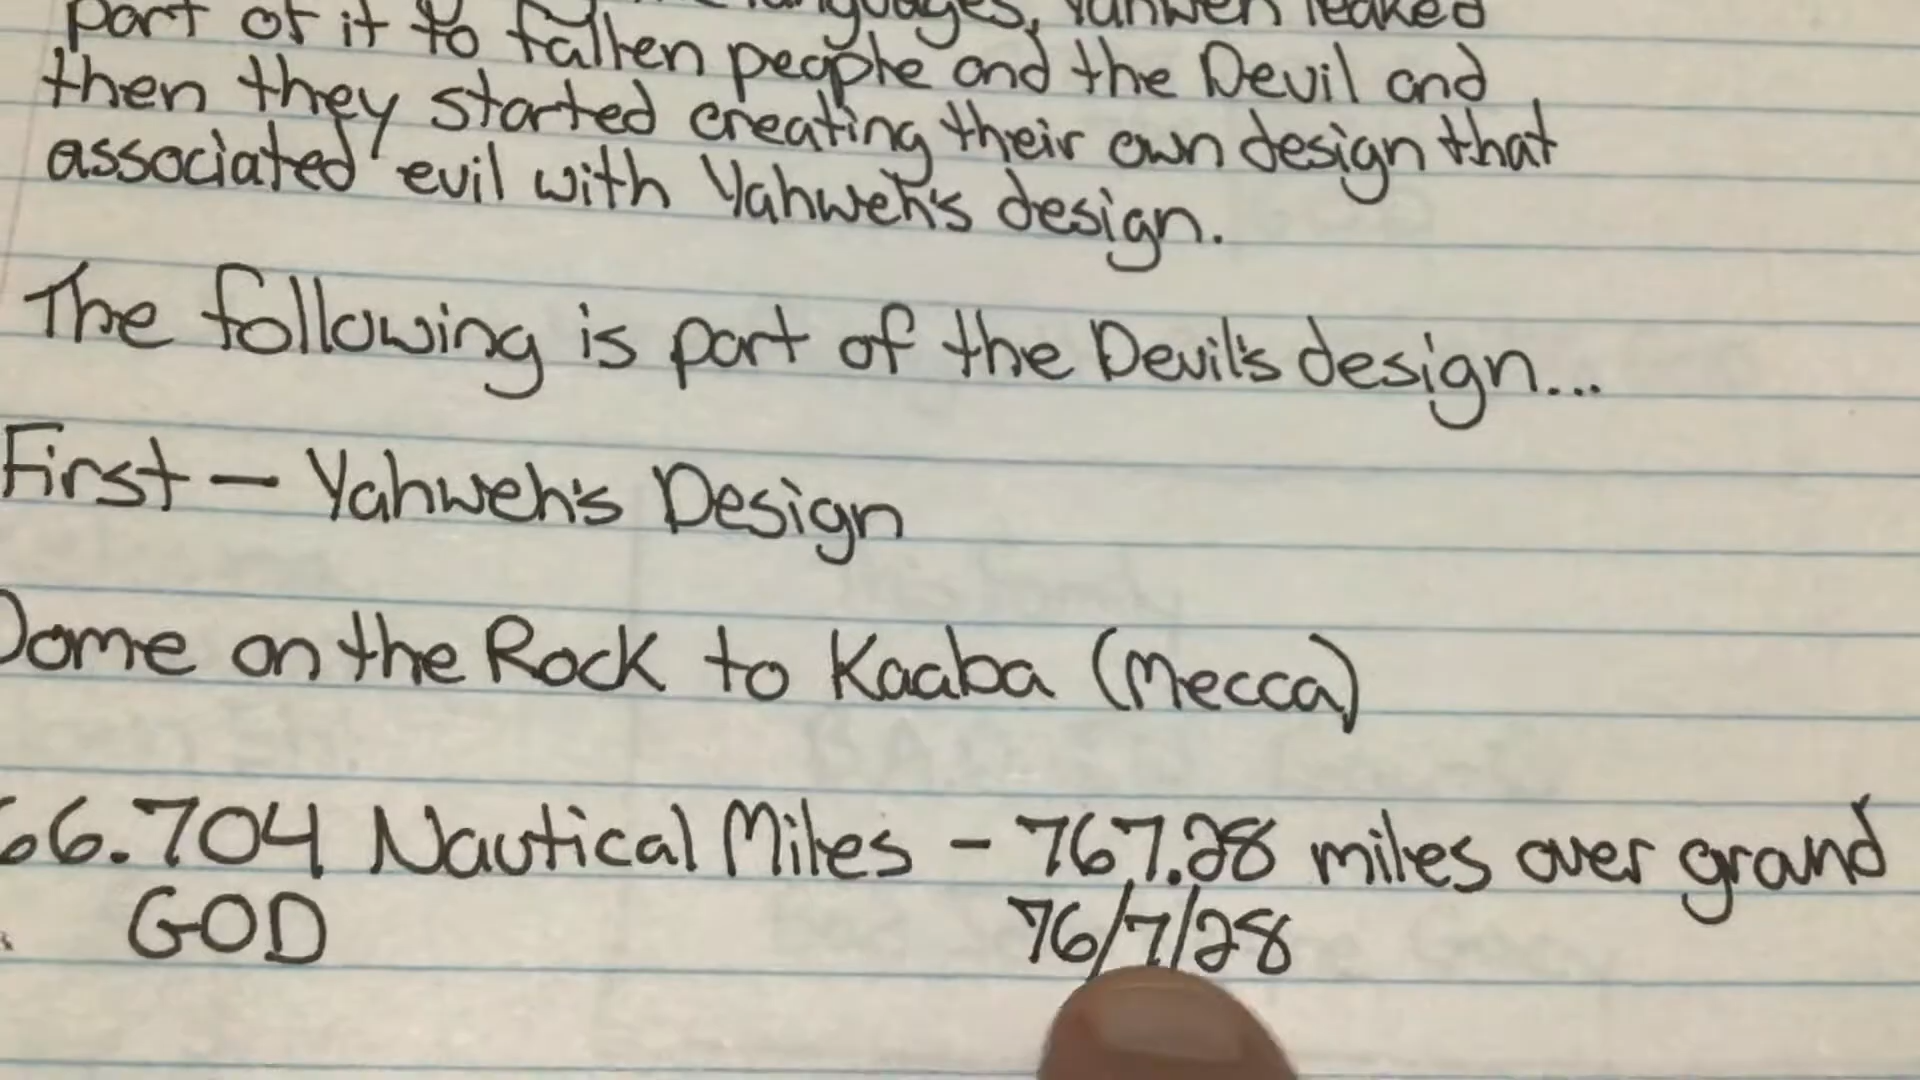 part of it to fallen people and the Devil and
then they started creating their own design that
associated evil with Yahweh's design.
The following is part of the Devil's design...
First - Yahweh's Design
Dome on the Rock to Kaaba (Mecca)
66.704 Nautical Miles - 767.28 miles over ground
GOD 76/7/28